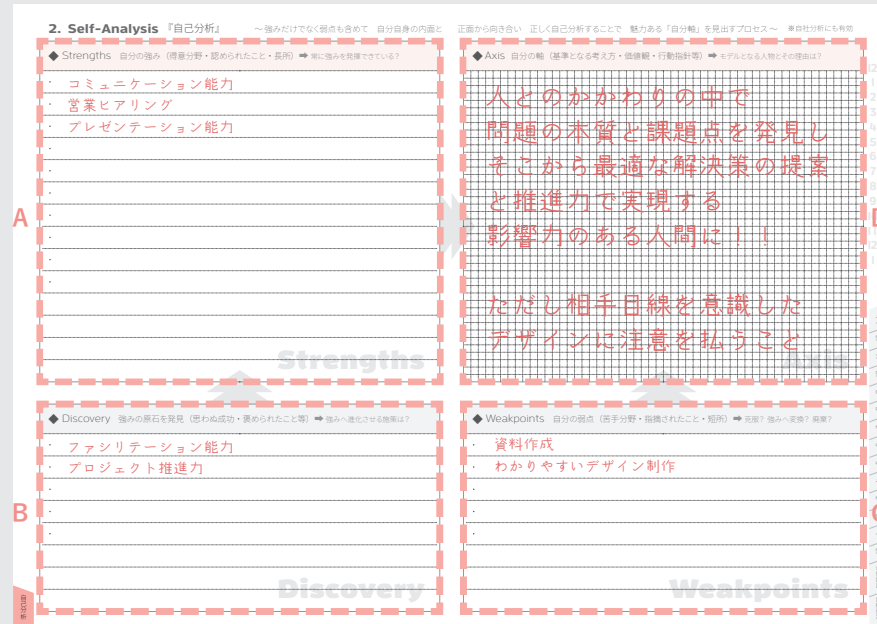 2. Self-Analysis 『自己分析』 ～強みだけでなく弱点も含めて 自分自身の内面と 正面から向き合い 正しく自己分析することで 魅力ある「自分軸」を見出すプロセス～ ※自社分析にも有効
◆ Strengths 自分の強み（得意分野・認められたこと・長所）➡ 常に強みを発揮できている?
コミュニケーション能力
営業ヒアリング
プレゼンテーション能力
A
Strengths
◆ Axis 自分の軸（基準となる考え方・価値観・行動指針等）➡ モデルとなる人物とその理由は?
人とのかかわりの中で
問題の本質と課題点を発見し
そこから最適な解決策の提案
と推進力で実現する
影響力のある人間に！！
ただし相手目線を意識した
デザインに注意を払うこと
Axis
◆ Discovery 強みの原石を発見（思わぬ成功・褒められたこと等）➡ 強みへ進化させる施策は?
ファシリテーション能力
プロジェクト推進力
B
Discovery
自己分析
◆ Weakpoints 自分の弱点（苦手分野・指摘されたこと・短所）➡ 克服? 強みへ変換? 廃業?
資料作成
わかりやすいデザイン制作
Weakpoints